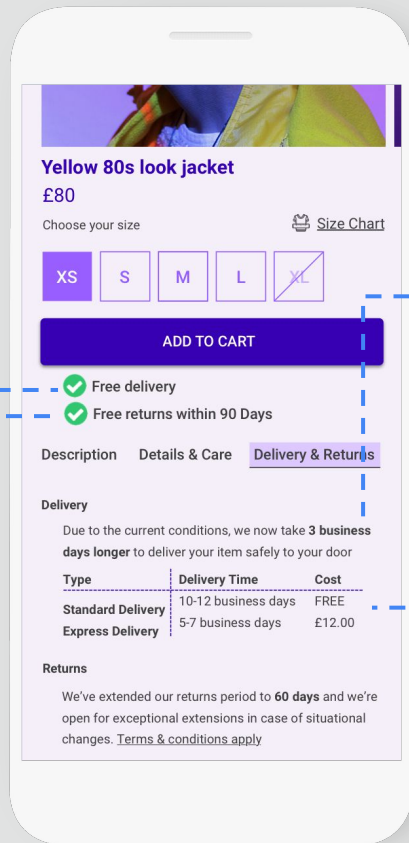 Yellow 80s look jacket
£80
Choose your size
Size Chart
XS S M L XL
ADD TO CART
Free delivery
Free returns within 90 Days
Description Details & Care Delivery & Returns
Delivery
Due to the current conditions, we now take 3 business
days longer to deliver your item safely to your door
Type Delivery Time Cost
Standard Delivery 10-12 business days FREE
Express Delivery 5-7 business days £12.00
Returns
We've extended our returns period to 60 days and we're
open for exceptional extensions in case of situational
changes. Terms & conditions apply